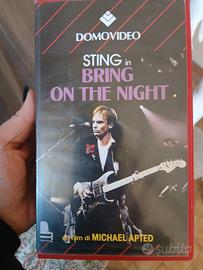 DOMOVIDEO
STING in
BRING
ON THE NIGHT
un film di MICHAEL APTED
subito